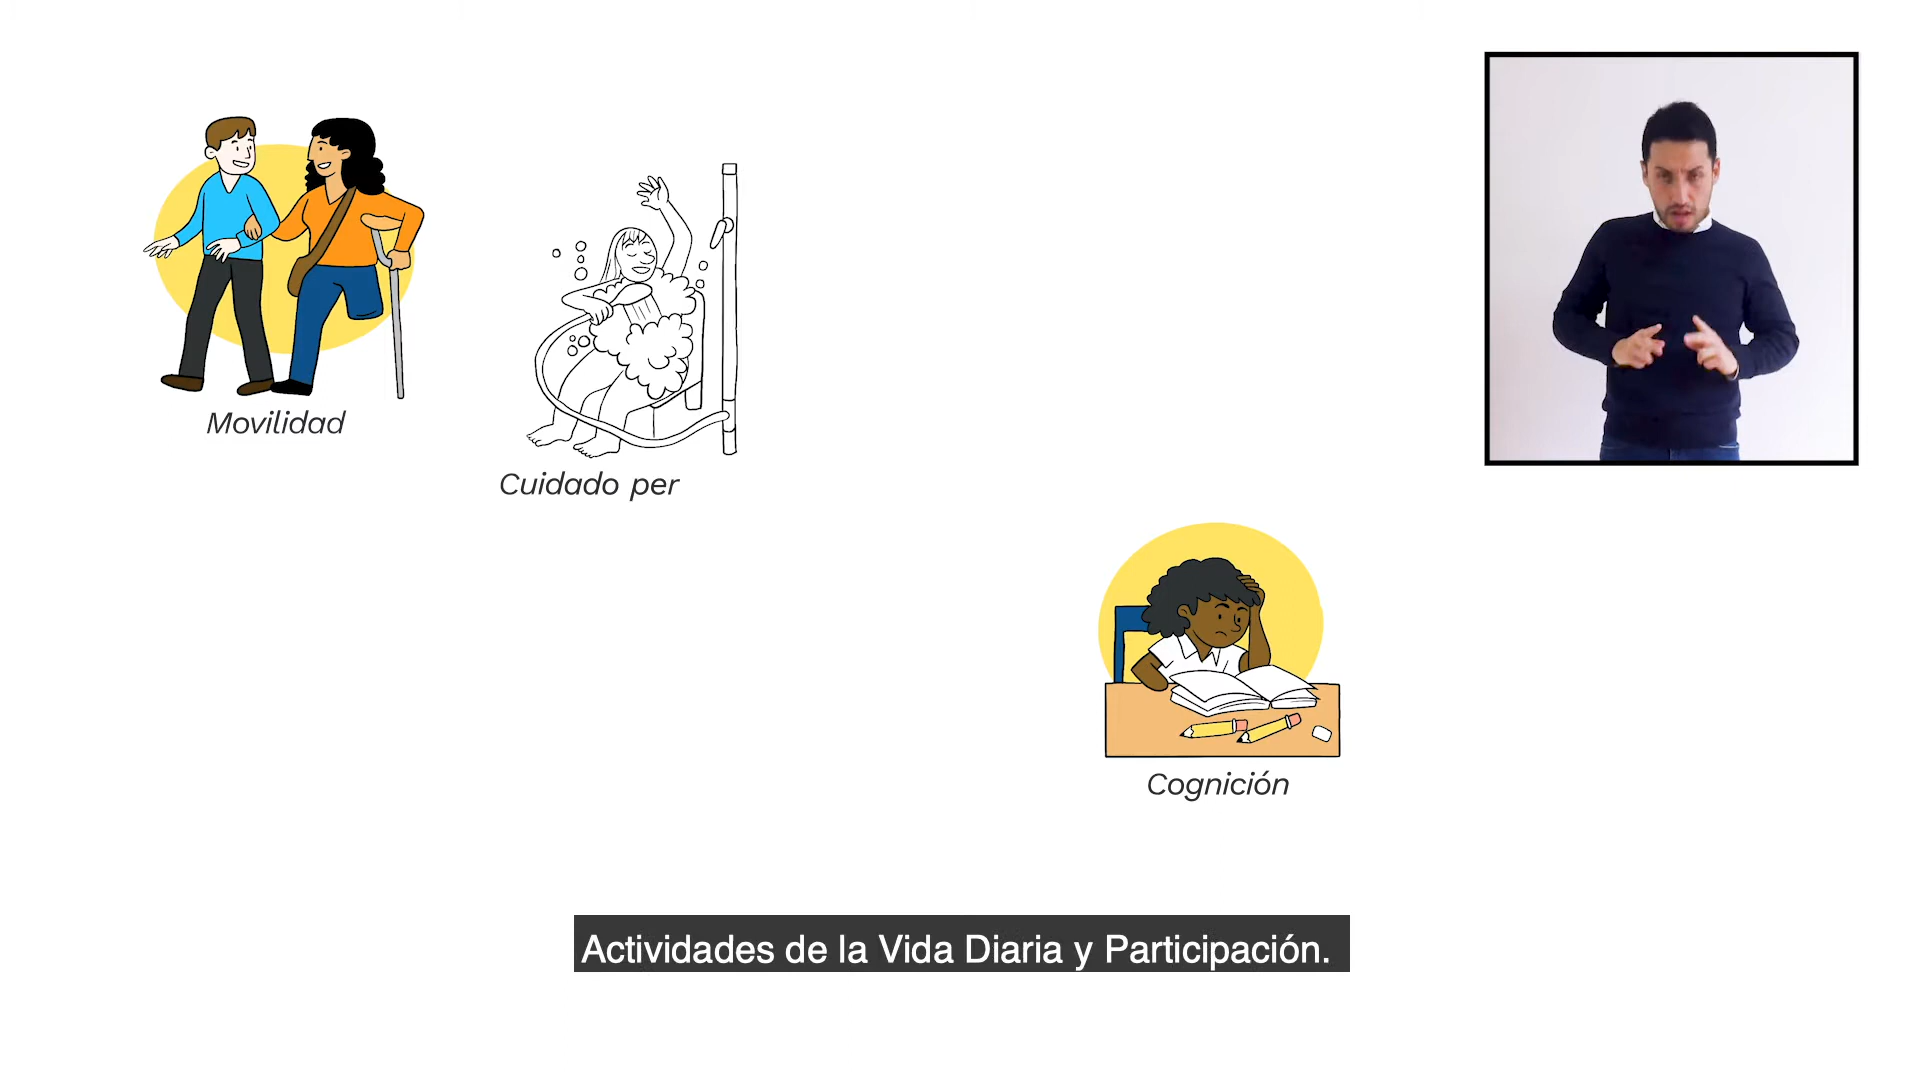 Movilidad
Cuidado per
Cognición
Actividades de la Vida Diaria y Participación.